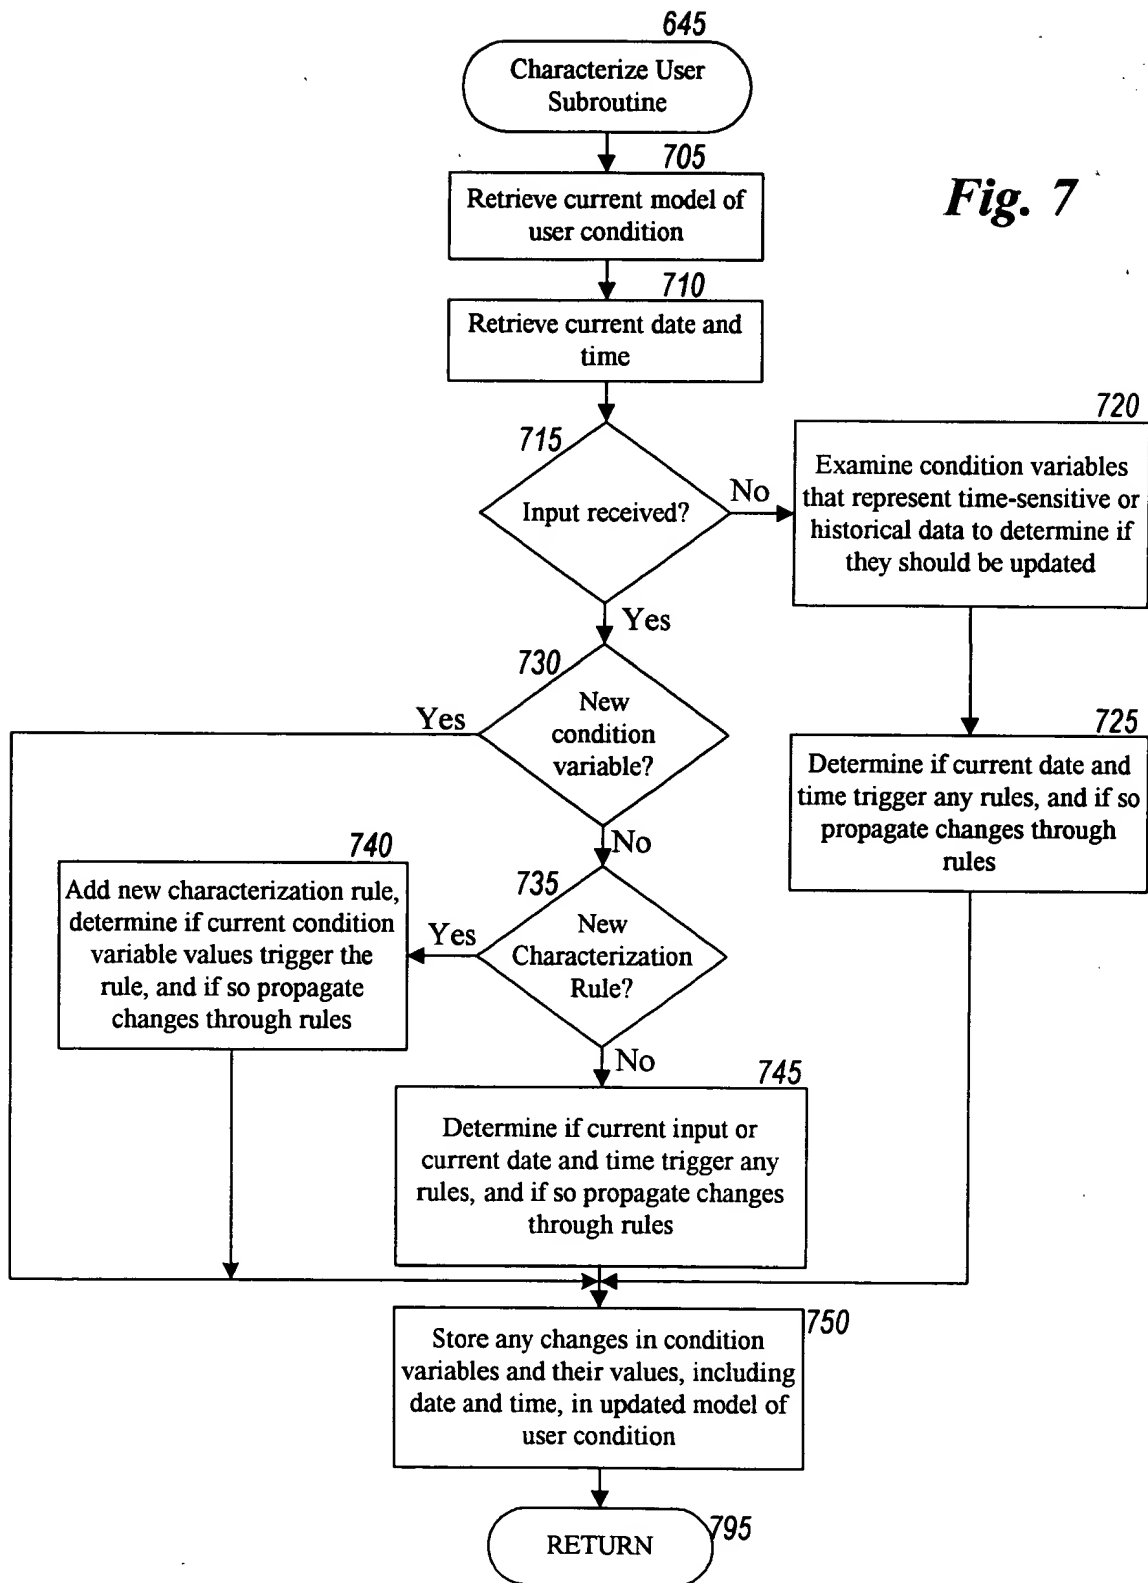 645
Characterize User
Subroutine
705
Retrieve current model of
user condition
Fig. 7
710
Retrieve current date and
time
715
Input received?
No
720
Examine condition variables
that represent time-sensitive or
historical data to determine if
they should be updated
Yes
730
New
condition
variable?
Yes
725
Determine if current date and
time trigger any rules, and if so
propagate changes through
rules
No
740
Add new characterization rule,
determine if current condition
variable values trigger the
rule, and if so propagate
changes through rules
735
New
Characterization
Rule?
Yes
No
745
Determine if current input or
current date and time trigger any
rules, and if so propagate changes
through rules
750
Store any changes in condition
variables and their values, including
date and time, in updated model of
user condition
RETURN
795